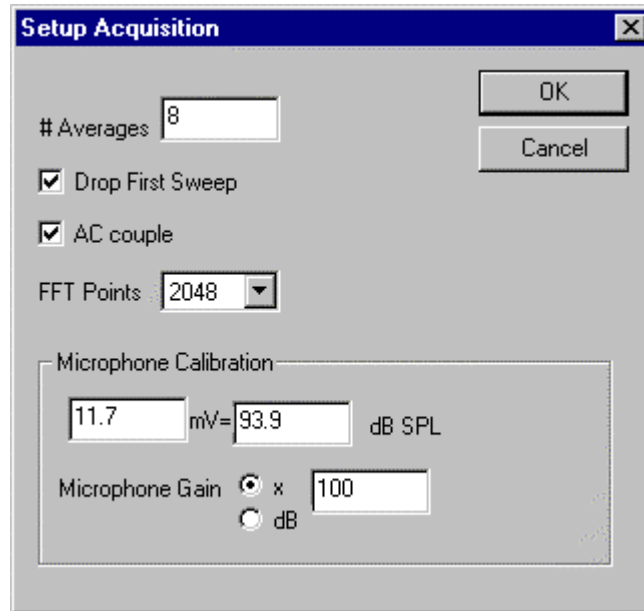 Setup Acquisition
OK
# Averages 8
Cancel
Drop First Sweep
AC couple
FFT Points 2048
Microphone Calibration
11.7 mV= 93.9 dB SPL
Microphone Gain x 100
dB